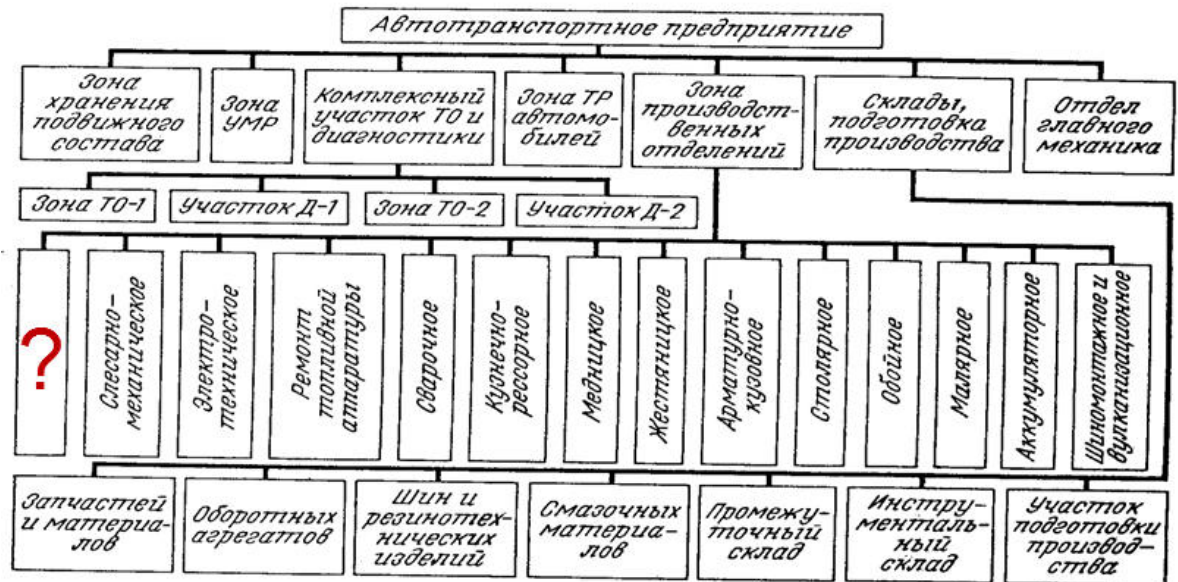 Автотранспортное предприятие
Зона
хранения
подвижного
состава
Зона
УМР
Комплексный
участок ТО и
диагностики
Зона ТР
автомо-
билей
Зона
производст-
венных
отделений
Склады,
подготовка
производства
Отдел
главного
механика
Зона ТО-1
Участок Д-1
Зона ТО-2
Участок Д-2
?
Слесарно-
механическое
Электро-
техническое
Ремонт
топливной
аппаратуры
Сварочное
Кузнечно-
рессорное
Медницкое
Жестяницкое
Арматурно-
кузовное
Столярное
Обойное
Малярное
Аккумуляторное
Шиномонтажное и
вулканизационное
Запчастей
и материа-
лов
Оборотных
агрегатов
Шин и
резинотех-
нических
изделий
Смазочных
материа-
лов
Промежу-
точный
склад
Инстру-
менталь-
ный
склад
Участок
подготовки
производ-
ства